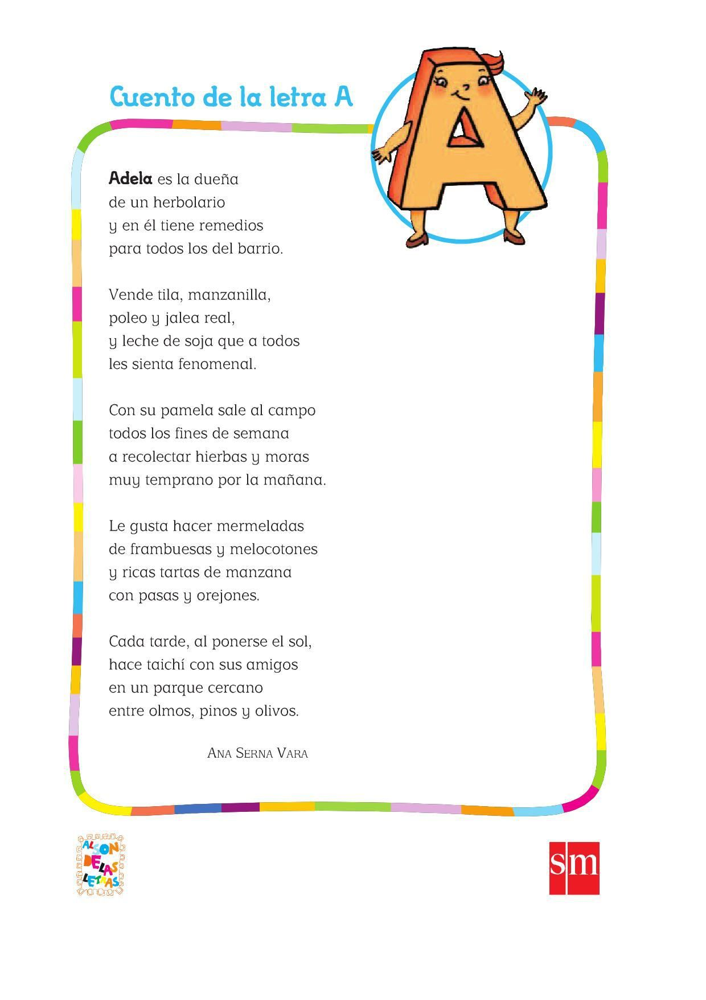 Cuento de la letra A
Adela es la dueña
de un herbolario
y en él tiene remedios
para todos los del barrio.
Vende tila, manzanilla,
poleo y jalea real,
y leche de soja que a todos
les sienta fenomenal.
Con su pamela sale al campo
todos los fines de semana
a recolectar hierbas y moras
muy temprano por la mañana.
Le gusta hacer mermeladas
de frambuesas y melocotones
y ricas tartas de manzana
con pasas y orejones.
Cada tarde, al ponerse el sol,
hace taichí con sus amigos
en un parque cercano
entre olmos, pinos y olivos.
ANA SERNA VARA
AL SON
DE LAS
LETRAS
sm